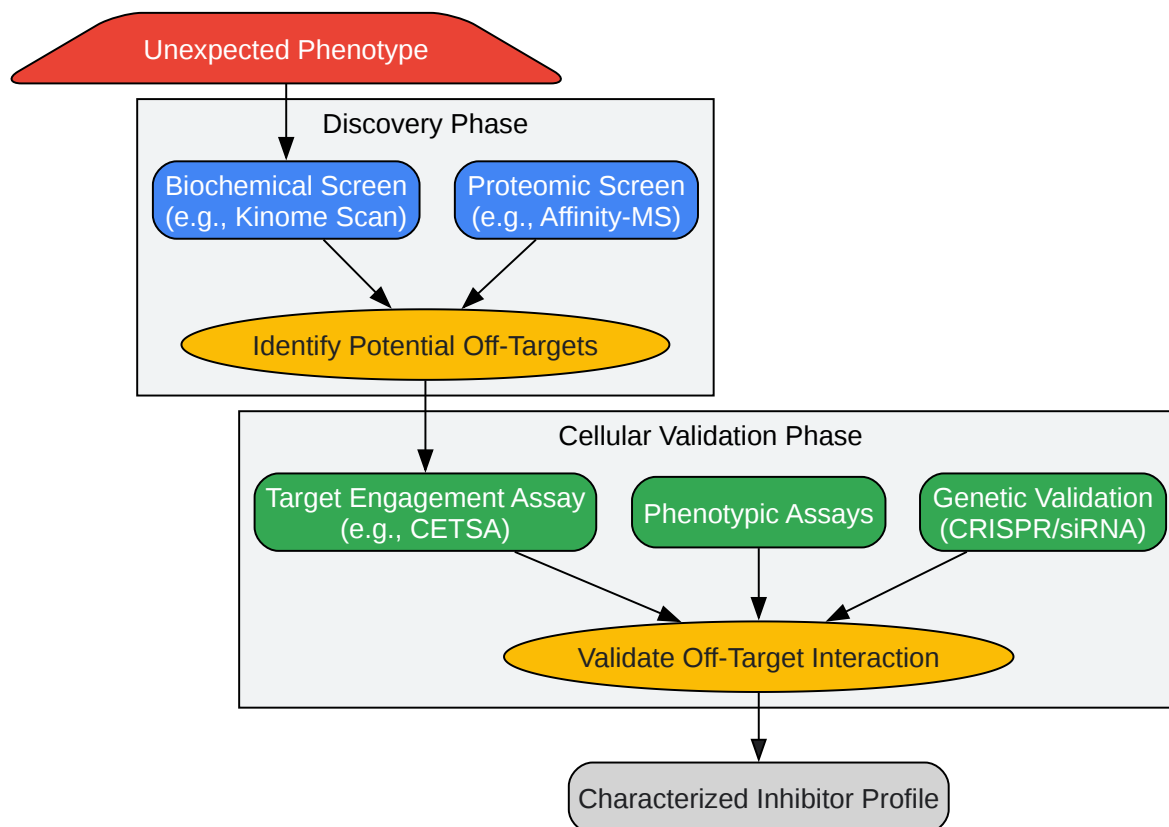 Unexpected Phenotype
Discovery Phase
Biochemical Screen
(e.g., Kinome Scan)
Proteomic Screen
(e.g., Affinity-MS)
Identify Potential Off-Targets
Cellular Validation Phase
Target Engagement Assay
(e.g., CETSA)
Phenotypic Assays
Genetic Validation
(CRISPR/siRNA)
Validate Off-Target Interaction
Characterized Inhibitor Profile